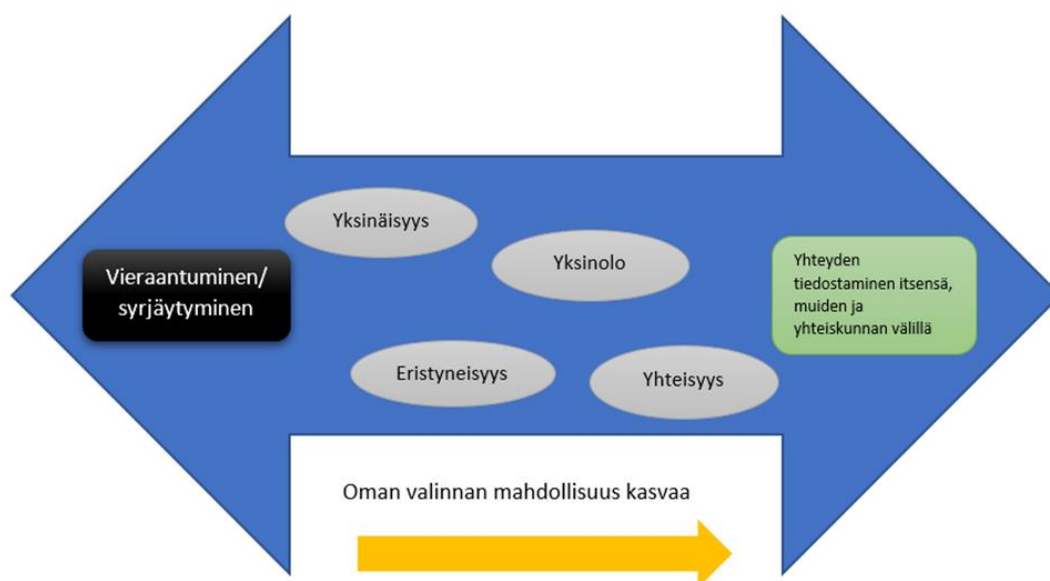 Yksinäisyys
Yksinolo
Vieraantuminen/
syrjäytyminen
Yhteyden
tiedostaminen itsensä,
muiden ja
yhteiskunnan välillä
Eristyneisyys
Yhteisyys
Oman valinnan mahdollisuus kasvaa